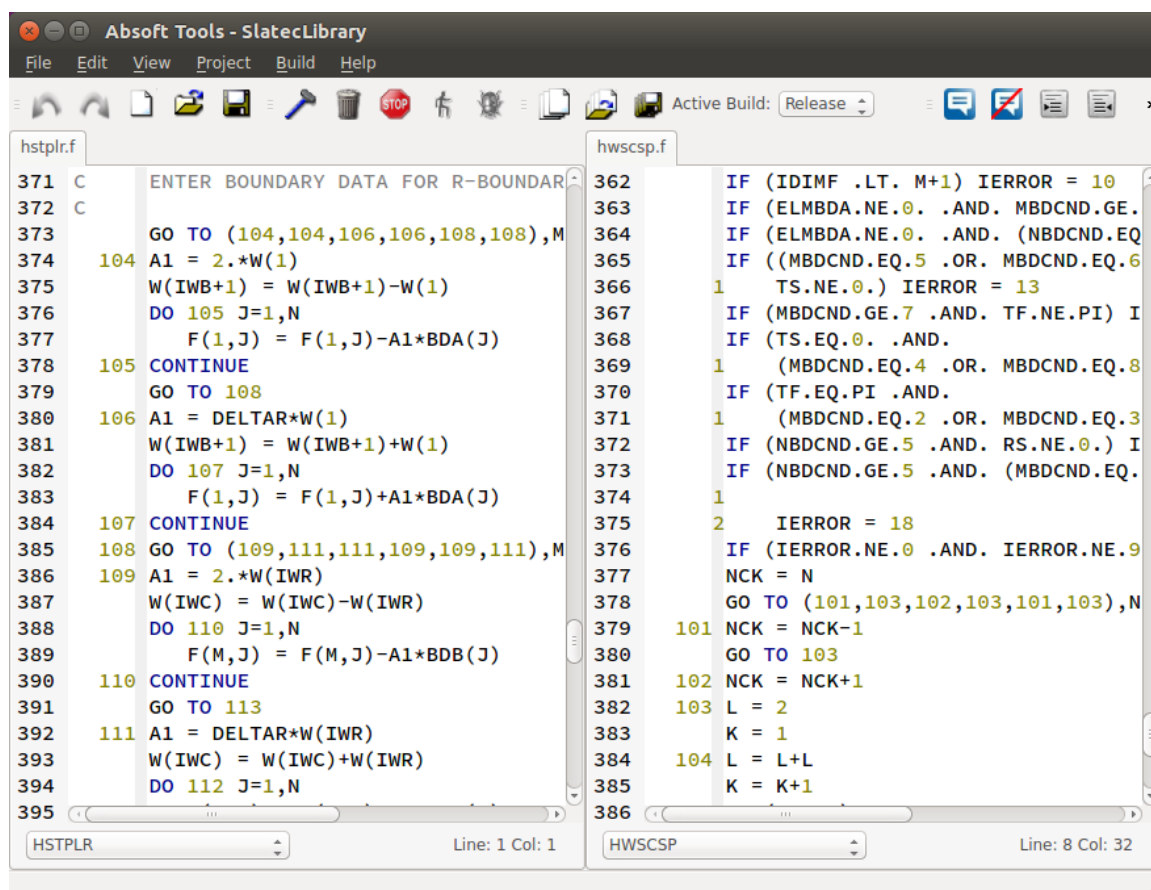 Absoft Tools - SlatecLibrary
File Edit View Project Build Help
STOP Active Build: Release
hstplr.f
371 C ENTER BOUNDARY DATA FOR R-BOUNDAR
372 C
373 GO TO (104,104,106,106,108,108),M
374 104 A1 = 2.*W(1)
375 W(IWB+1) = W(IWB+1)-W(1)
376 DO 105 J=1,N
377 F(1,J) = F(1,J)-A1*BDA(J)
378 105 CONTINUE
379 GO TO 108
380 106 A1 = DELTAR*W(1)
381 W(IWB+1) = W(IWB+1)+W(1)
382 DO 107 J=1,N
383 F(1,J) = F(1,J)+A1*BDA(J)
384 107 CONTINUE
385 108 GO TO (109,111,111,109,109,111),M
386 109 A1 = 2.*W(IWR)
387 W(IWC) = W(IWC)-W(IWR)
388 DO 110 J=1,N
389 F(M,J) = F(M,J)-A1*BDB(J)
390 110 CONTINUE
391 GO TO 113
392 111 A1 = DELTAR*W(IWR)
393 W(IWC) = W(IWC)+W(IWR)
394 DO 112 J=1,N
395
HSTPLR Line: 1 Col: 1
hwscsp.f
362 IF (IDIMF .LT. M+1) IERROR = 10
363 IF (ELMBDA.NE.0. .AND. MBDCND.GE.
364 IF (ELMBDA.NE.0. .AND. (NBDCND.EQ
365 IF ((MBDCND.EQ.5 .OR. MBDCND.EQ.6
366 1 TS.NE.0.) IERROR = 13
367 IF (MBDCND.GE.7 .AND. TF.NE.PI) I
368 IF (TS.EQ.0. .AND.
369 1 (MBDCND.EQ.4 .OR. MBDCND.EQ.8
370 IF (TF.EQ.PI .AND.
371 1 (MBDCND.EQ.2 .OR. MBDCND.EQ.3
372 IF (NBDCND.GE.5 .AND. RS.NE.0.) I
373 IF (NBDCND.GE.5 .AND. (MBDCND.EQ.
374 1
375 2 IERROR = 18
376 IF (IERROR.NE.0 .AND. IERROR.NE.9
377 NCK = N
378 GO TO (101,103,102,103,101,103),N
379 101 NCK = NCK-1
380 GO TO 103
381 102 NCK = NCK+1
382 103 L = 2
383 K = 1
384 104 L = L+L
385 K = K+1
386
HWSCSP Line: 8 Col: 32